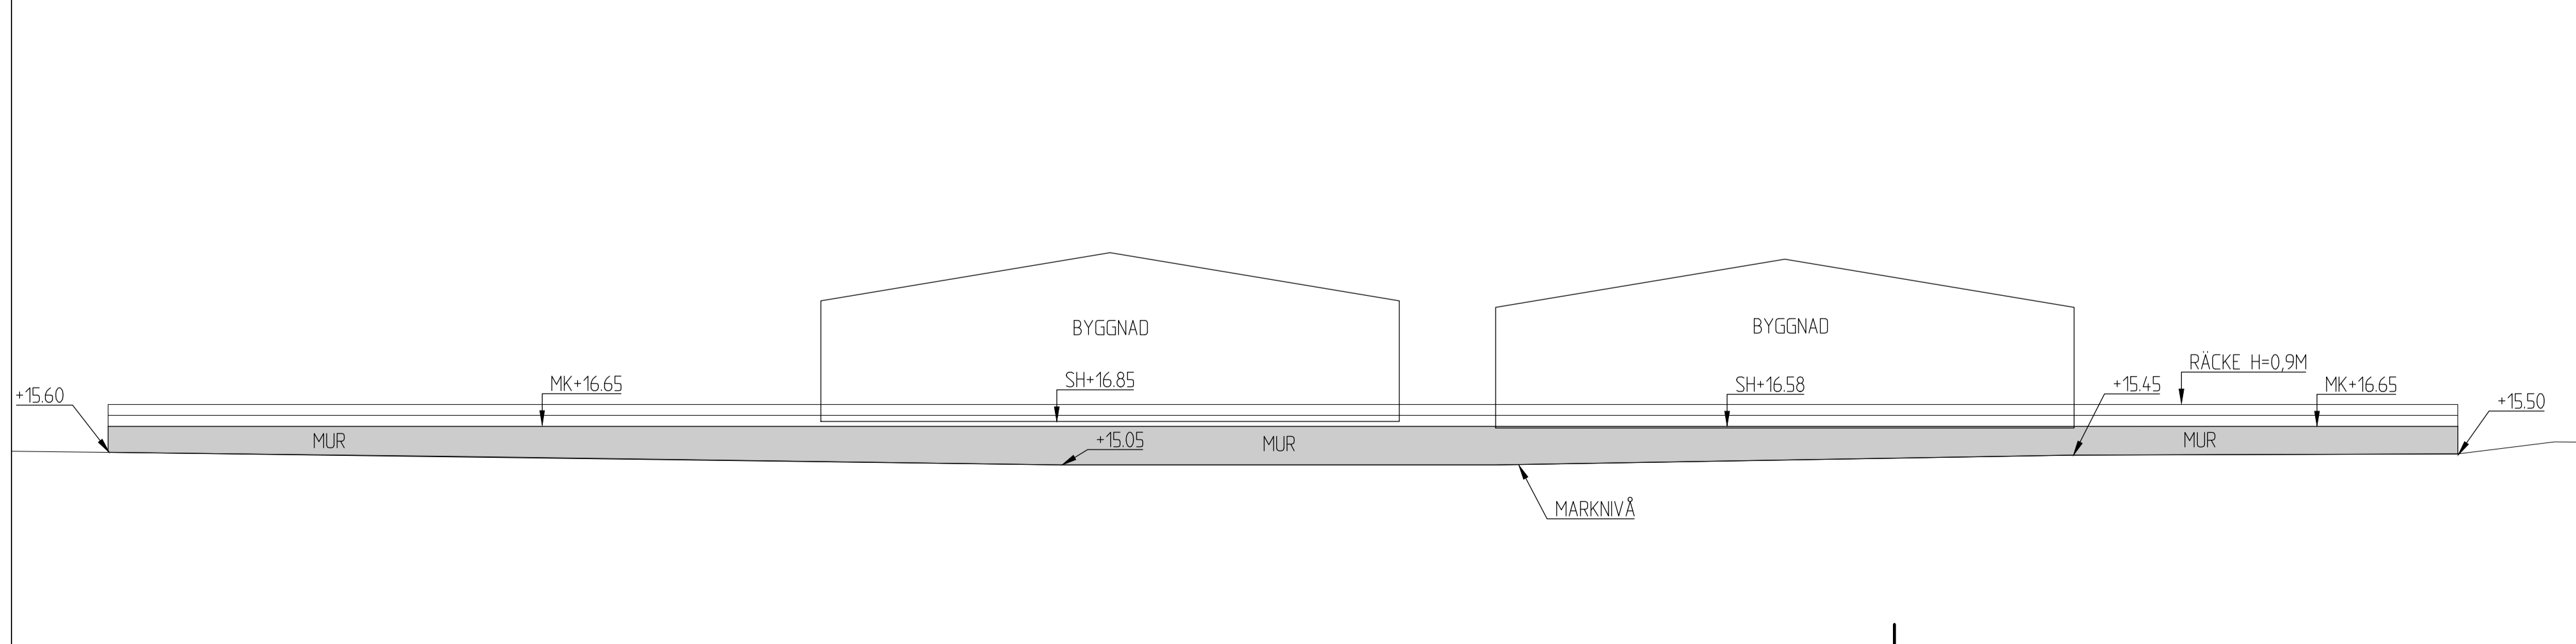 BYGGNAD
BYGGNAD
RÄCKE H=0,9M
+15.60
MK+16.65
SH+16.85
SH+16.58
+15.45
MK+16.65
+15.50
MUR
+15.05
MUR
MUR
MARKNIVÅ